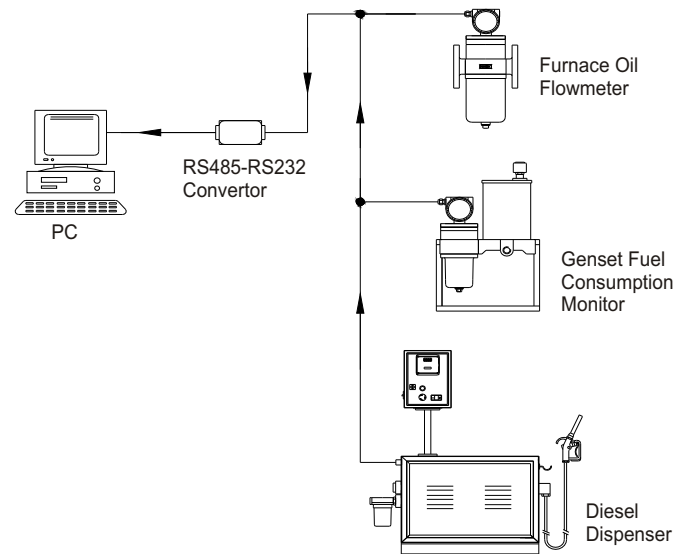 Furnace Oil
Flowmeter
RS485-RS232
Convertor
PC
Genset Fuel
Consumption
Monitor
Diesel
Dispenser